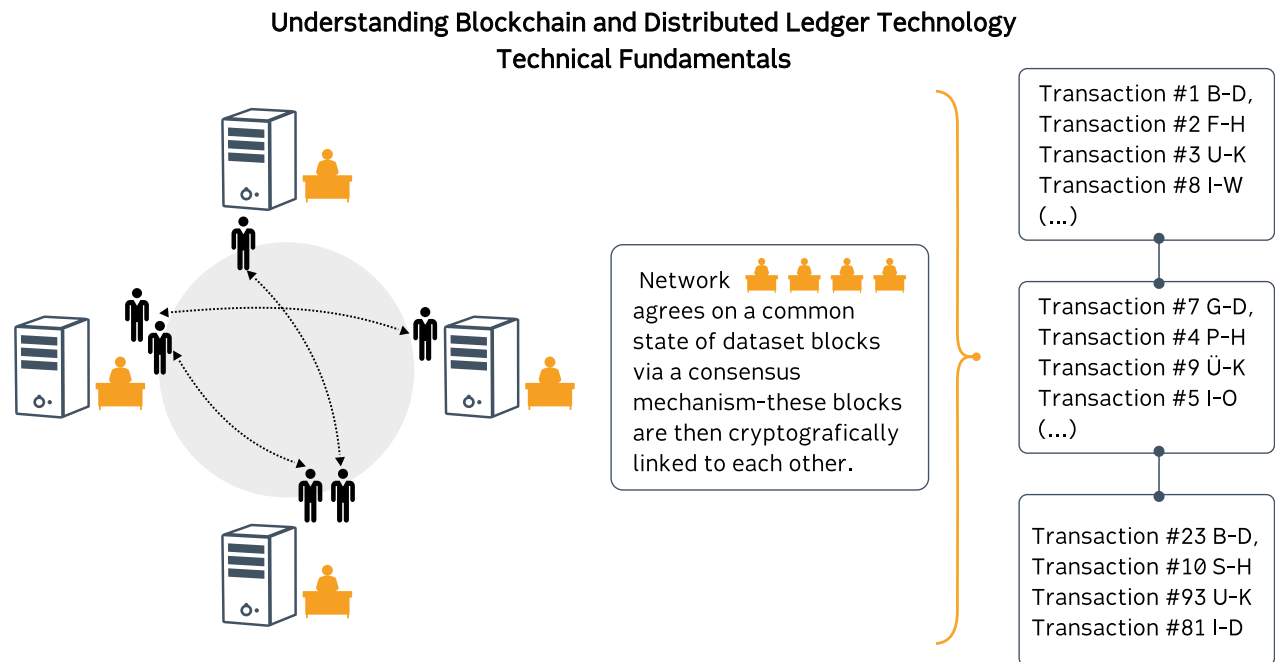 Understanding Blockchain and Distributed Ledger Technology
Technical Fundamentals
Network
agrees on a common
state of dataset blocks
via a consensus
mechanism-these blocks
are then cryptografically
linked to each other.
Transaction #1 B-D,
Transaction #2 F-H
Transaction #3 U-K
Transaction #8 I-W
(...)
Transaction #7 G-D,
Transaction #4 P-H
Transaction #9 Ü-K
Transaction #5 I-O
(...)
Transaction #23 B-D,
Transaction #10 S-H
Transaction #93 U-K
Transaction #81 I-D